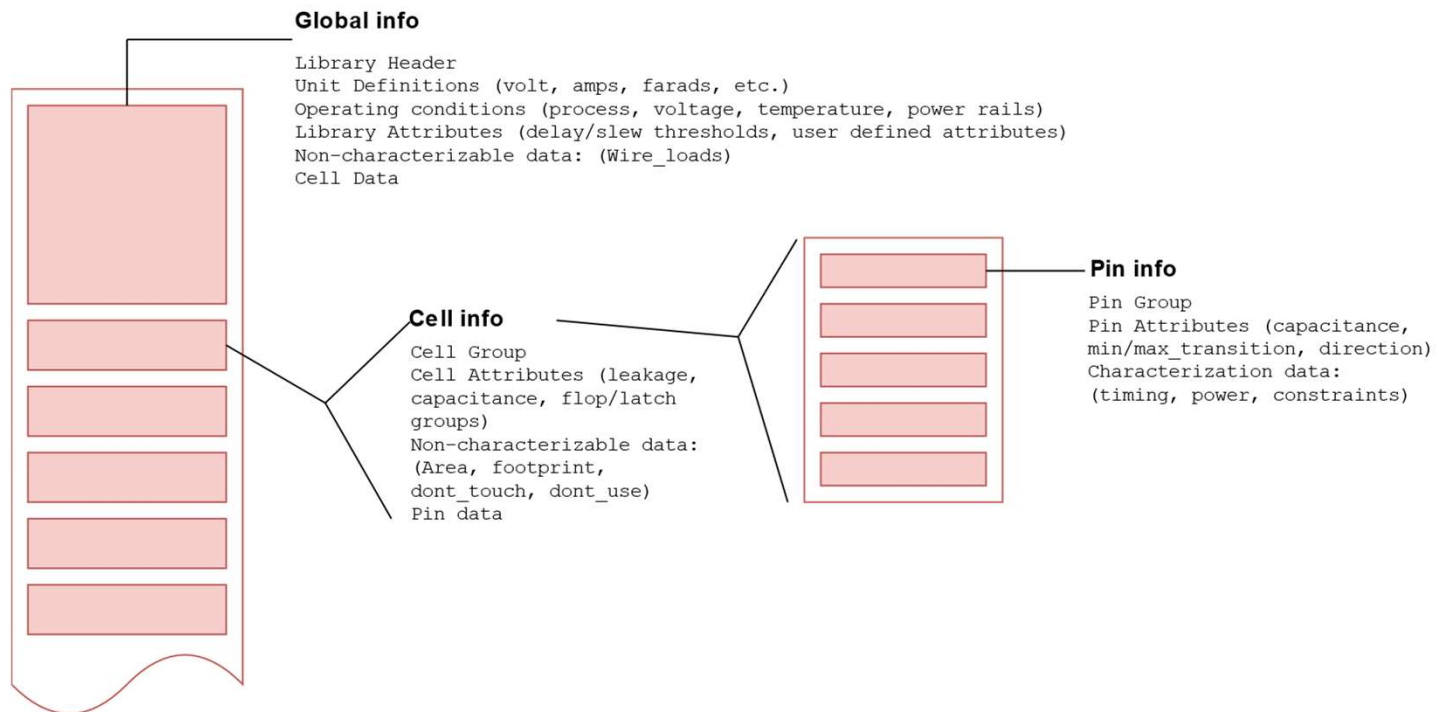 Global info
Library Header
Unit Definitions (volt, amps, farads, etc.)
Operating conditions (process, voltage, temperature, power rails)
Library Attributes (delay/slew thresholds, user defined attributes)
Non-characterizable data: (Wire_loads)
Cell Data
Cell info
Cell Group
Cell Attributes (leakage,
capacitance, flop/latch
groups)
Non-characterizable data:
(Area, footprint,
dont_touch, dont_use)
Pin data
Pin info
Pin Group
Pin Attributes (capacitance,
min/max_transition, direction)
Characterization data:
(timing, power, constraints)